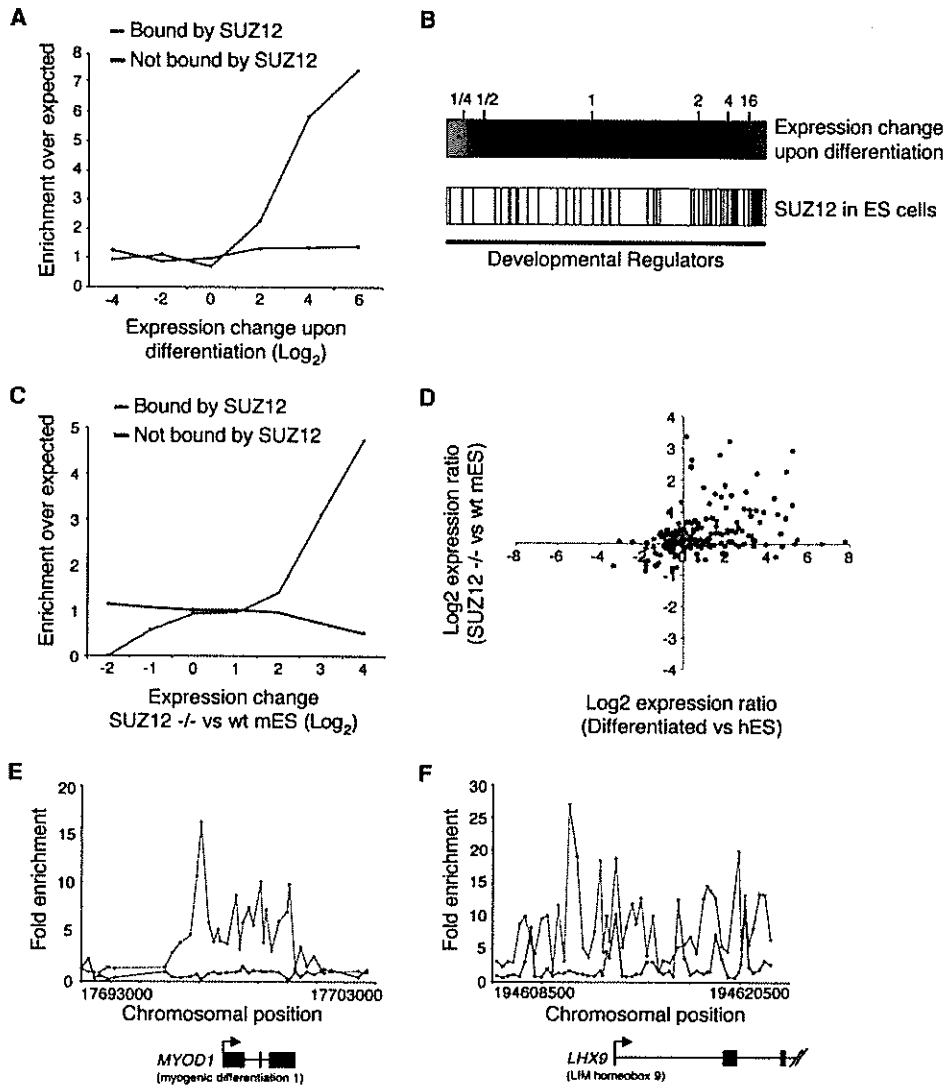 A
Bound by SUZ12
Not bound by SUZ12
Enrichment over expected
8
7
6
5
4
3
2
1
0
-4 -2 0 2 4 6
Expression change upon
differentiation (Log2)
B
1/4 1/2 1 2 4 16
Expression change
upon differentiation
SUZ12 in ES cells
Developmental Regulators
C
Bound by SUZ12
Not bound by SUZ12
Enrichment over expected
5
4
3
2
1
0
-2 -1 0 1 2 3 4
Expression change
SUZ12 -/- vs wt mES (Log2)
D
Log2 expression ratio
(SUZ12 -/- vs wt mES)
4
3
2
1
-8 -6 -4 -2 0 2 4 6 8
-1
-2
-3
-4
Log2 expression ratio
(Differentiated vs hES)
E
Fold enrichment
20
15
10
5
0
17693000 17703000
Chromosomal position
MYOD1
(myogenic differentiation 1)
F
Fold enrichment
30
25
20
15
10
5
0
194608500 194620500
Chromosomal position
LHX9
(LIM homeobox 9)